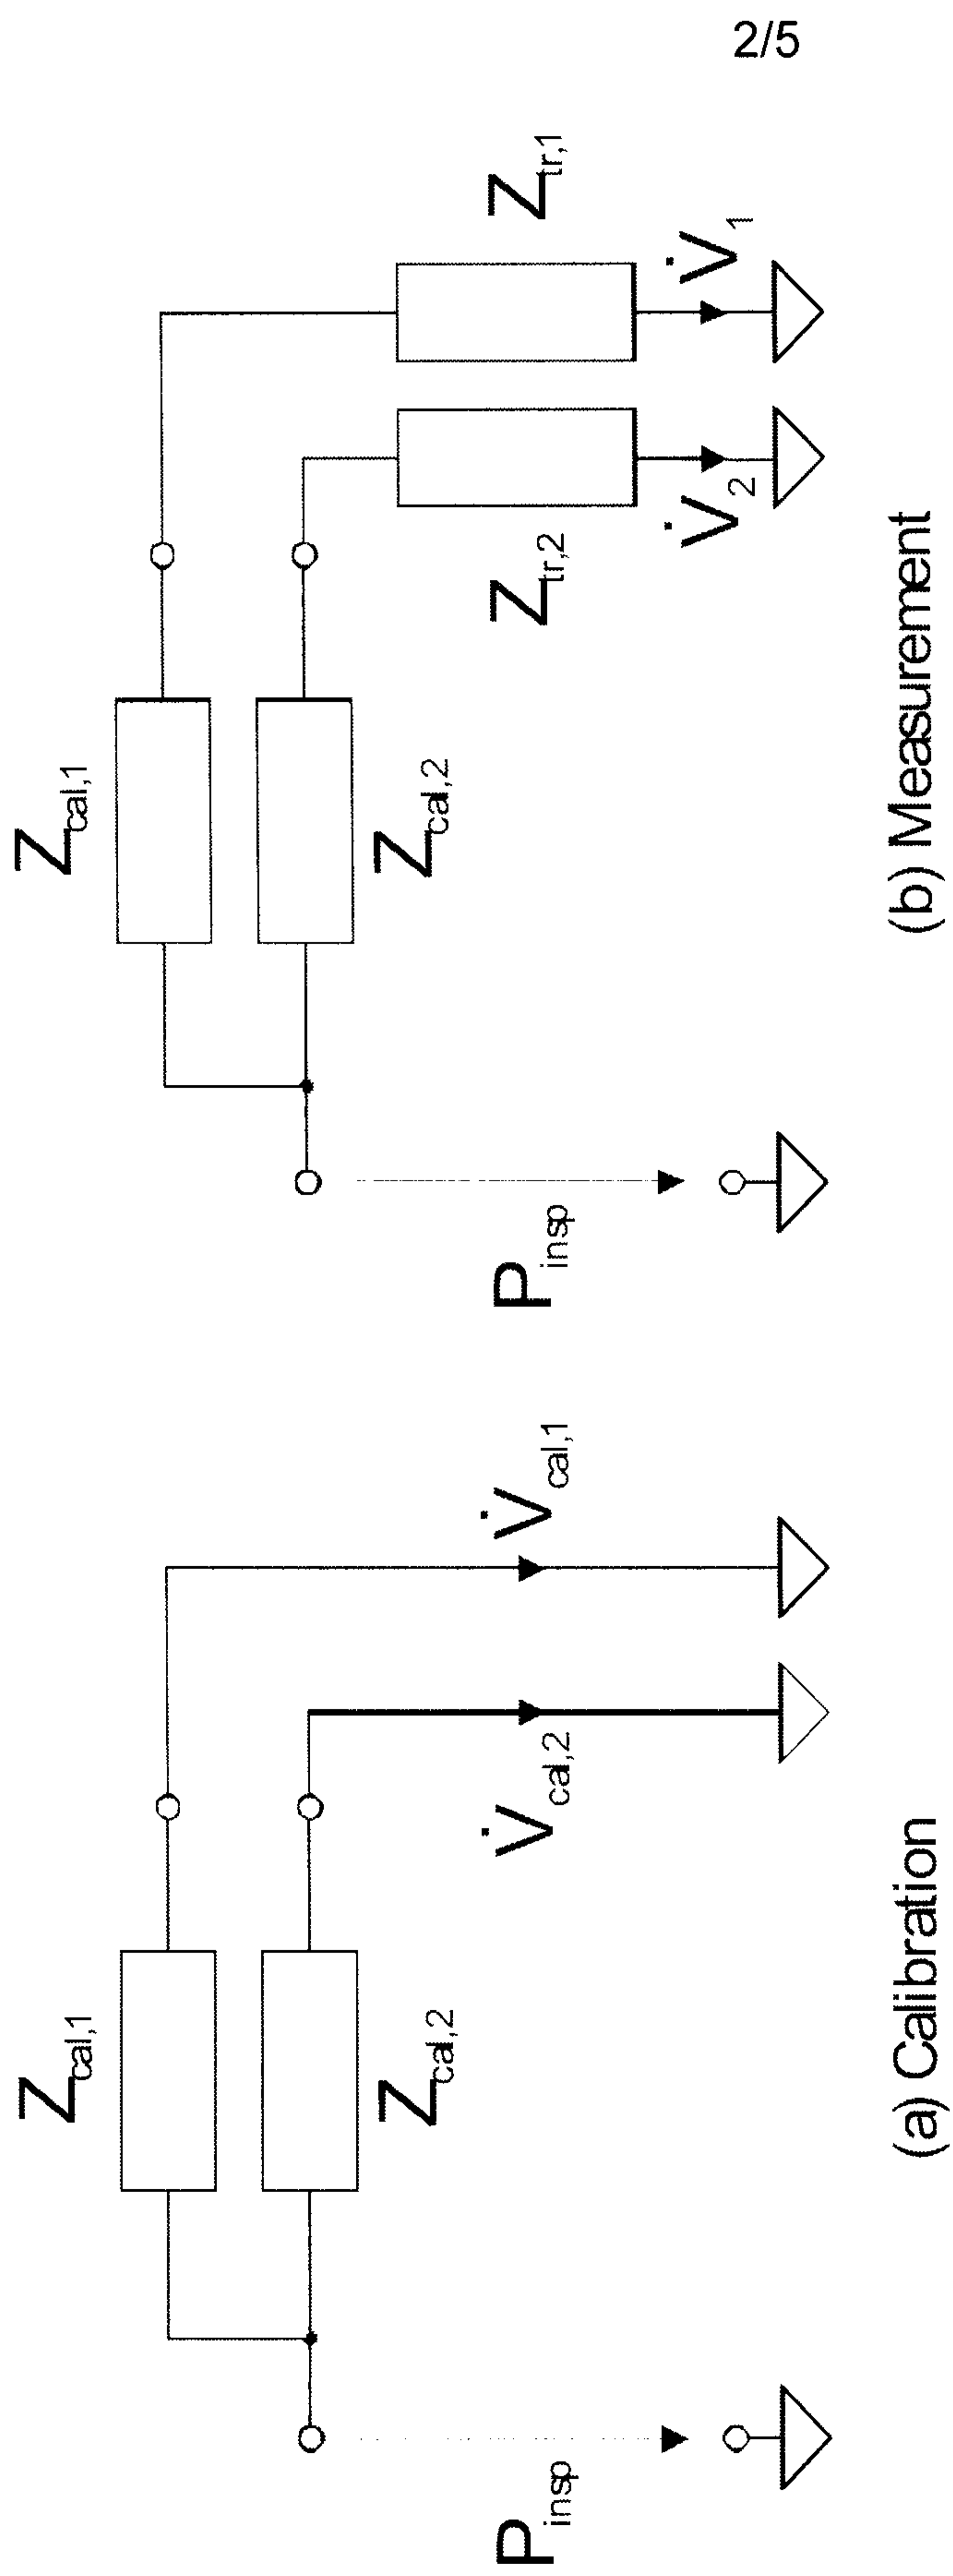 2/5
Z_cal,1
Z_cal,2
P_insp
V̇_cal,2
V̇_cal,1
(a) Calibration
Z_cal,1
Z_cal,2
P_insp
Z_tr,2
Z_tr,1
V̇_2
V̇_1
(b) Measurement